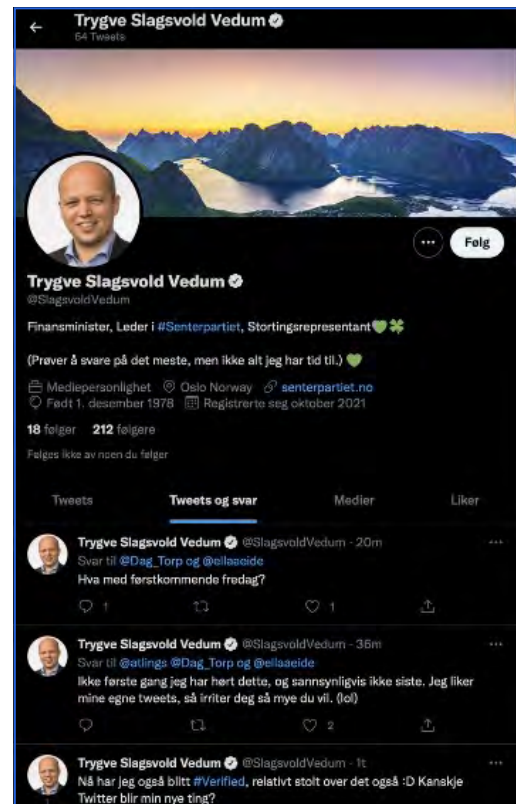 Trygve Slagsvold Vedum
64 Tweets
Følg
Trygve Slagsvold Vedum
@SlagsvoldVedum
Finansminister, Leder i #Senterpartiet, Stortingsrepresentant💚🍀
(Prøver å svare på det meste, men ikke alt jeg har tid til.) 💚
Mediepersonlighet Oslo Norway senterpartiet.no
Født 1. desember 1978 Registrerte seg oktober 2021
18 følger 212 følgere
Følges ikke av noen du følger
Tweets Tweets og svar Medier Liker
Trygve Slagsvold Vedum @SlagsvoldVedum · 20m
Svar til @Dag_Torp og @ellaaeide
Hva med førstkommende fredag?
1 1
Trygve Slagsvold Vedum @SlagsvoldVedum · 36m
Svar til @atlings @Dag_Torp og @ellaaeide
Ikke første gang jeg har hørt dette, og sannsynligvis ikke siste. Jeg liker
mine egne tweets, så irriter deg så mye du vil. (lol)
2
Trygve Slagsvold Vedum @SlagsvoldVedum · 1t
Nå har jeg også blitt #Verified, relativt stolt over det også :D Kanskje
Twitter blir min nye ting?